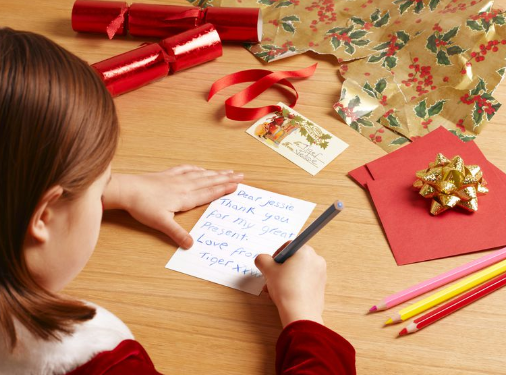 Dear Jessie
Thank you
for my great
Present.
Love from
Tiger xxx